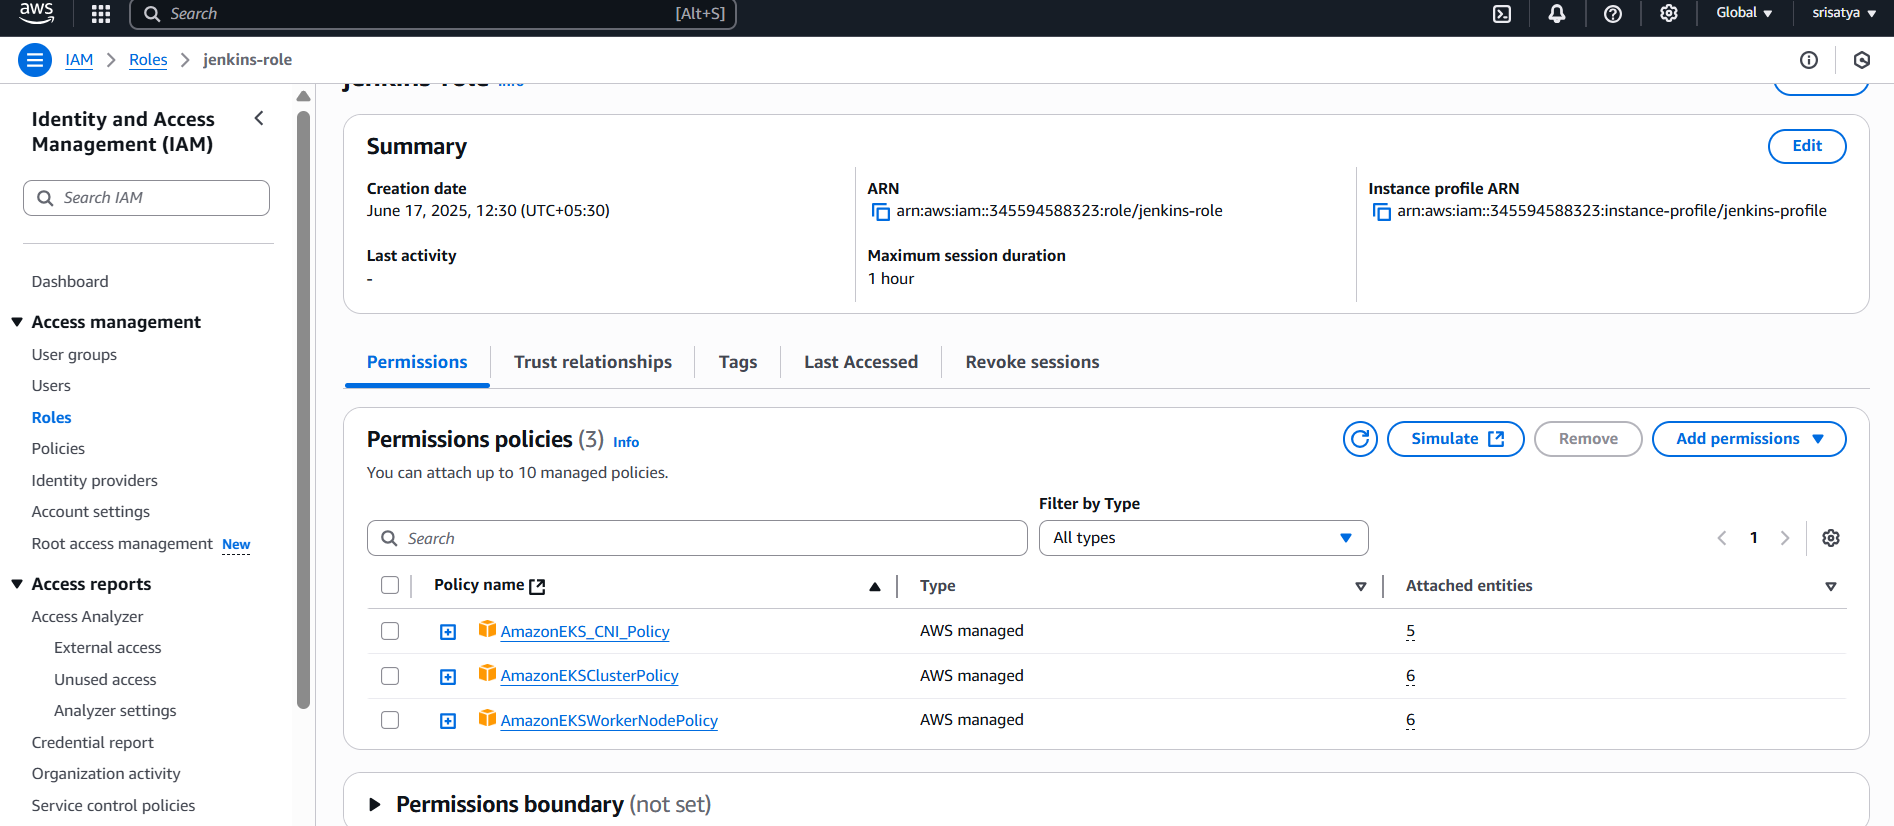 aws
Search [Alt+S]
Global srisatya
IAM Roles jenkins-role
Identity and Access
Management (IAM)
Search IAM
Dashboard
Access management
User groups
Users
Roles
Policies
Identity providers
Account settings
Root access management New
Access reports
Access Analyzer
External access
Unused access
Analyzer settings
Credential report
Organization activity
Service control policies
jenkins-role Info
Summary
Edit
Creation date
June 17, 2025, 12:30 (UTC+05:30)
Last activity
-
ARN
arn:aws:iam::345594588323:role/jenkins-role
Maximum session duration
1 hour
Instance profile ARN
arn:aws:iam::345594588323:instance-profile/jenkins-profile
Permissions Trust relationships Tags Last Accessed Revoke sessions
Permissions policies (3) Info
Simulate Remove Add permissions
You can attach up to 10 managed policies.
Filter by Type
Search All types 1
Policy name Type Attached entities
AmazonEKS_CNI_Policy AWS managed 5
AmazonEKSClusterPolicy AWS managed 6
AmazonEKSWorkerNodePolicy AWS managed 6
Permissions boundary (not set)